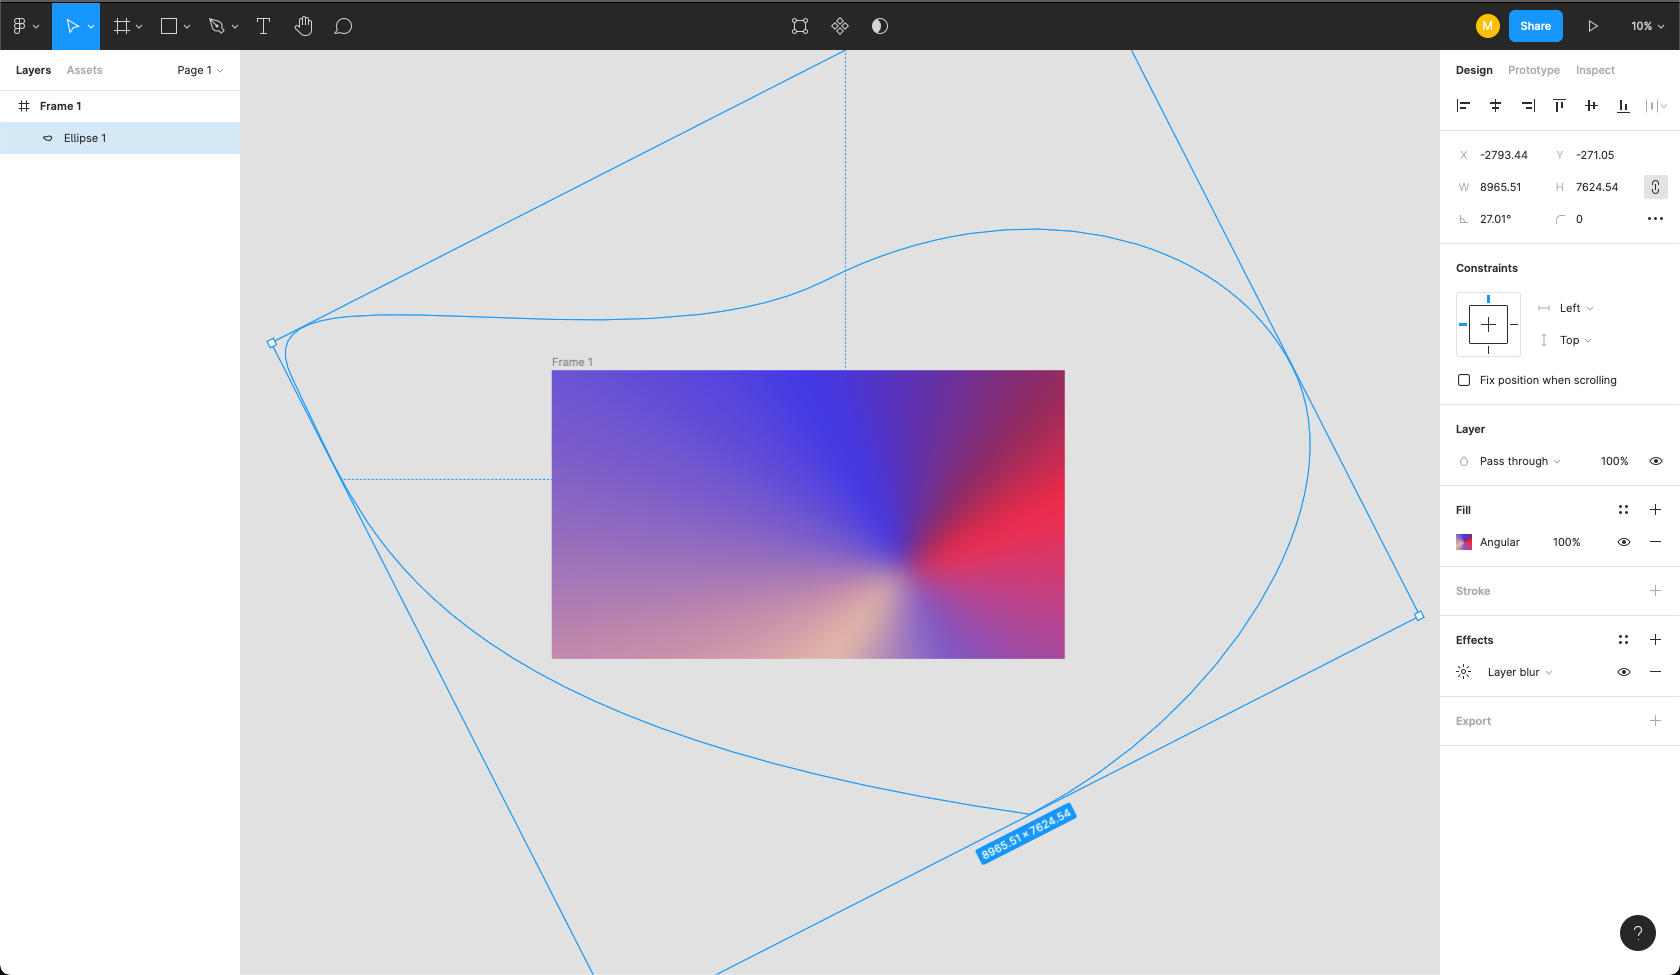 M
Share
10%
Layers
Assets
Page 1
Frame 1
Ellipse 1
Frame 1
8965.51 × 7624.54
Design
Prototype
Inspect
X -2793.44
Y -271.05
W 8965.51
H 7624.54
27.01°
0
Constraints
Left
Top
Fix position when scrolling
Layer
Pass through
100%
Fill
Angular
100%
Stroke
Effects
Layer blur
Export
?